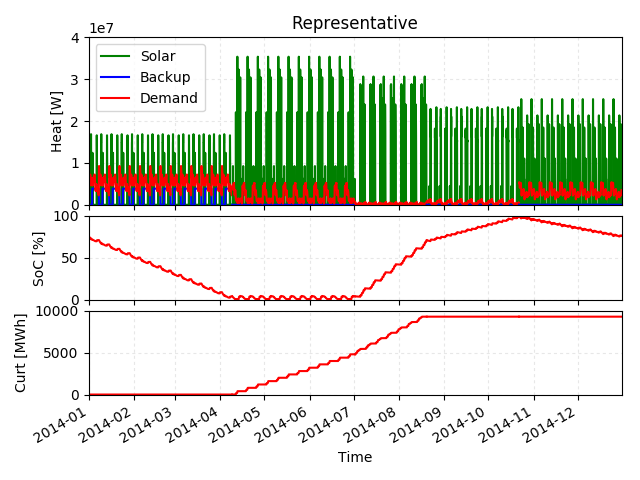 Representative
1e7
4
3
2
1
0
Heat [W]
Solar
Backup
Demand
100
50
0
SoC [%]
10000
5000
0
Curt [MWh]
2014-01
2014-02
2014-03
2014-04
2014-05
2014-06
2014-07
2014-08
2014-09
2014-10
2014-11
2014-12
Time